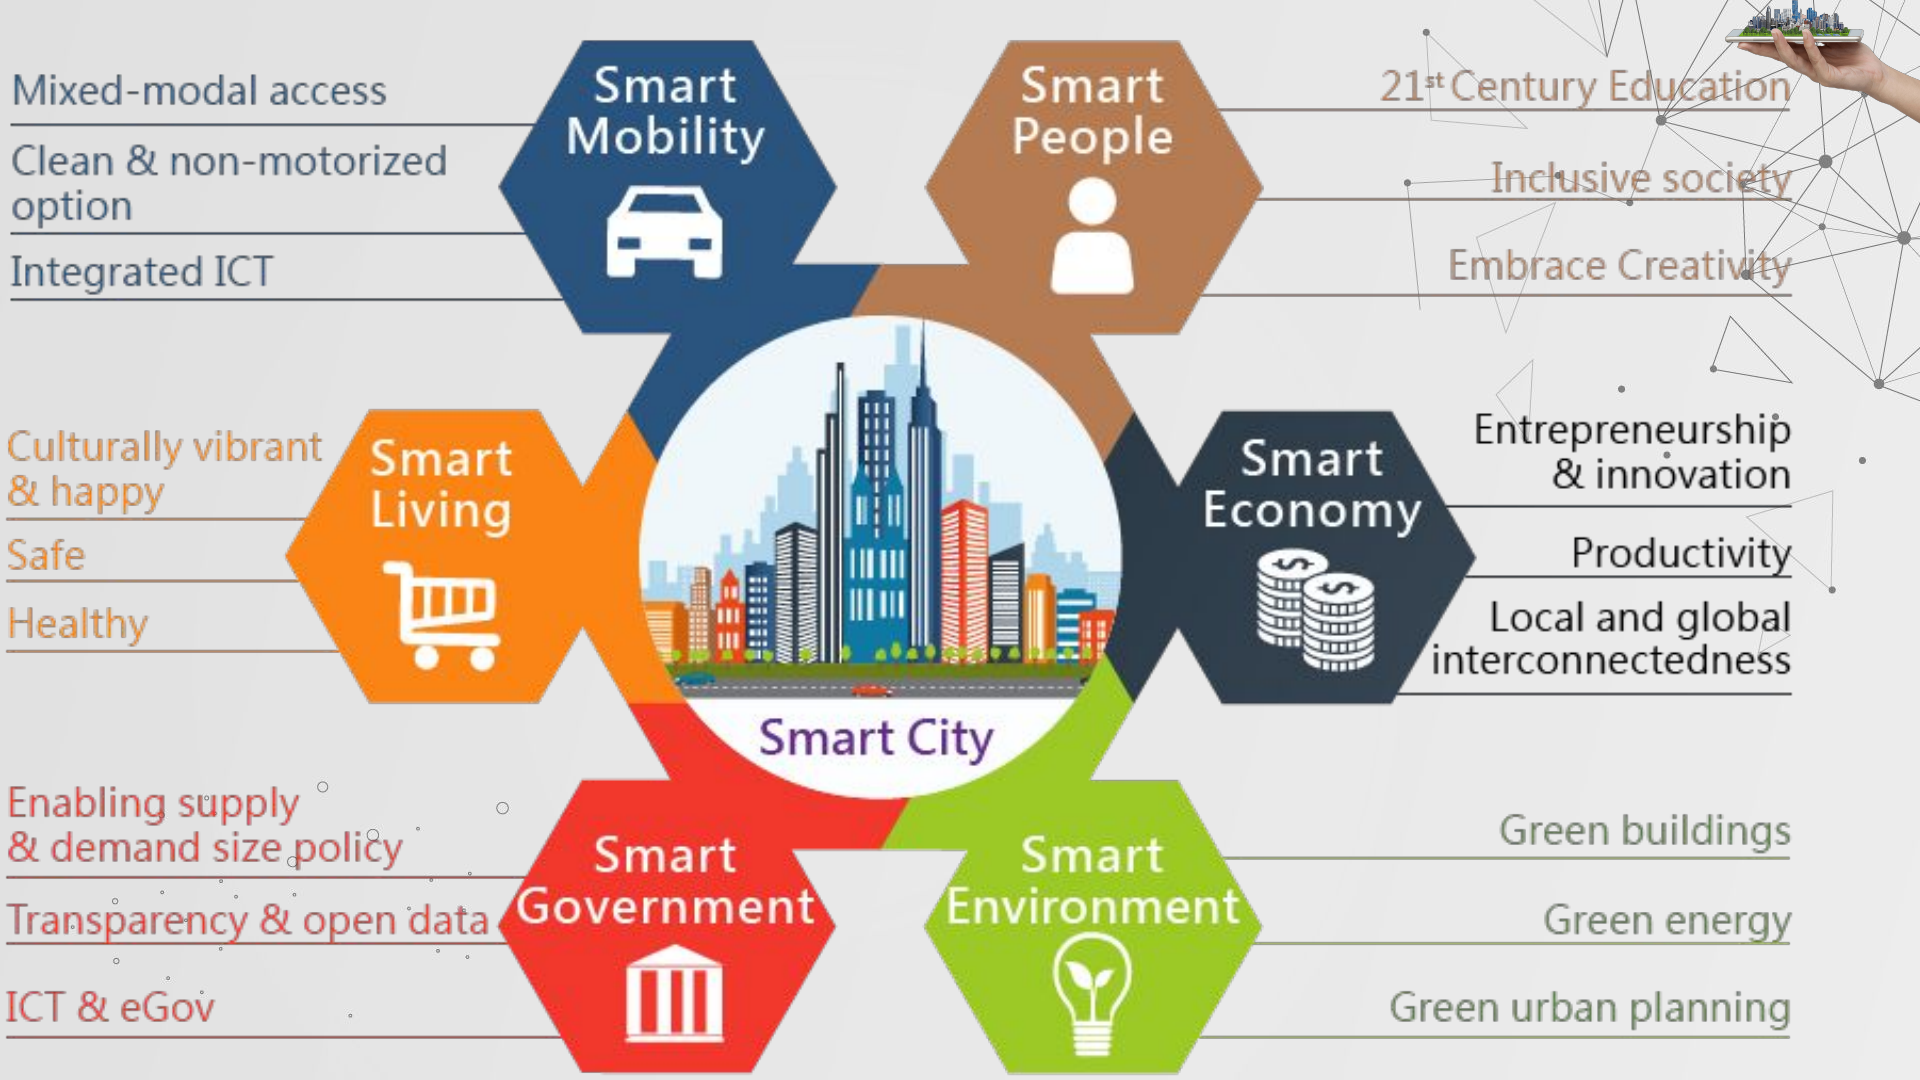 Smart
Mobility
Mixed-modal access
Clean & non-motorized
option
Integrated ICT
Smart
People
21st Century Education
Inclusive society
Embrace Creativity
Smart
Living
Culturally vibrant
& happy
Safe
Healthy
Smart
Economy
Entrepreneurship
& innovation
Productivity
Local and global
interconnectedness
Smart City
Smart
Government
Enabling supply
& demand size policy
Transparency & open data
ICT & eGov
Smart
Environment
Green buildings
Green energy
Green urban planning